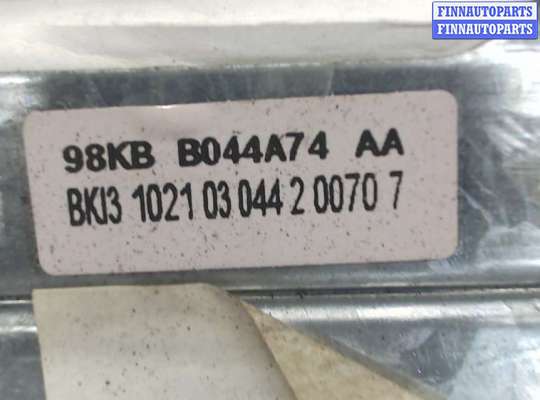 FINNAUTOPARTS
FINNAUTOPARTS
98KB B044A74 AA
BKJ3 1021 03 044 2 0070 7